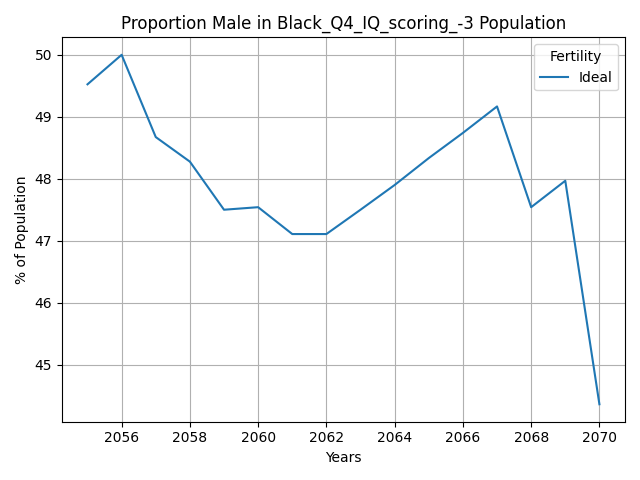 Proportion Male in Black_Q4_IQ_scoring_-3 Population
Fertility
Ideal
50
49
48
47
46
45
% of Population
2056 2058 2060 2062 2064 2066 2068 2070
Years